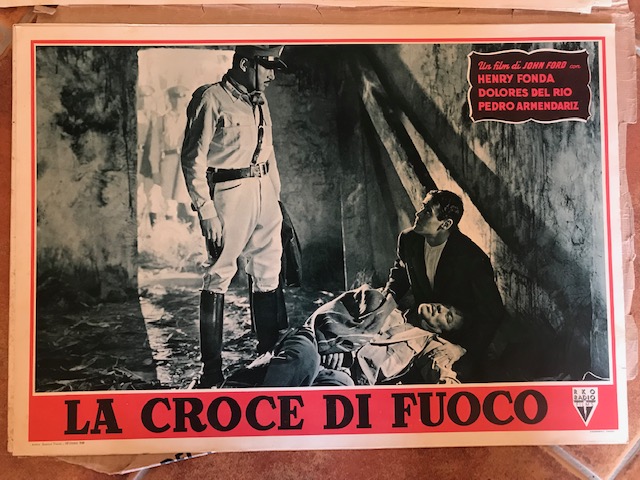 Un film di JOHN FORD con
HENRY FONDA
DOLORES DEL RIO
PEDRO ARMENDARIZ
LA CROCE DI FUOCO
RKO
RADIO